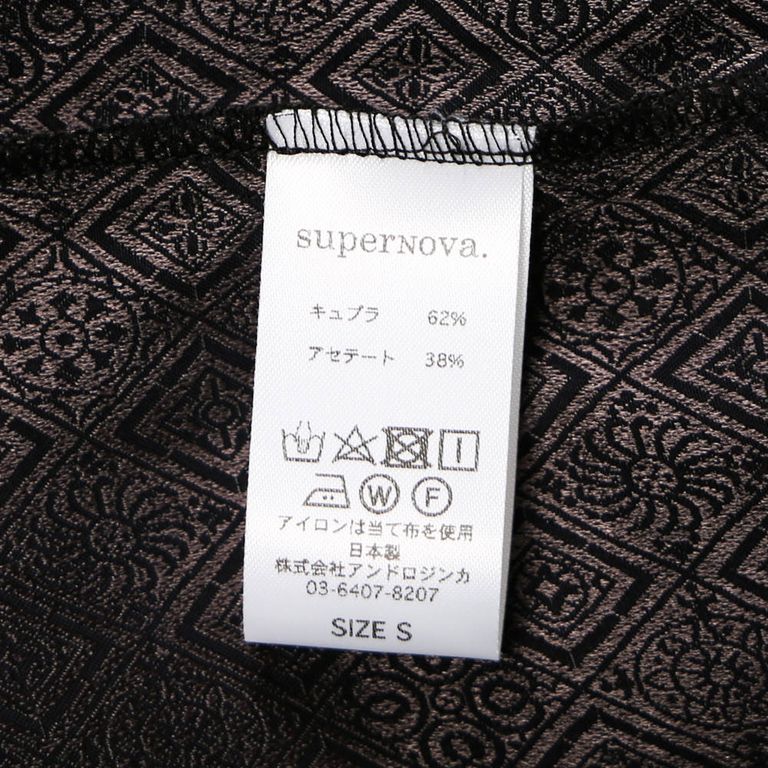 supernova.
キュプラ 62%
アセテート 38%
W F
アイロンは当て布を使用
日本製
株式会社アンドロジンカ
03-6407-8207
SIZE S